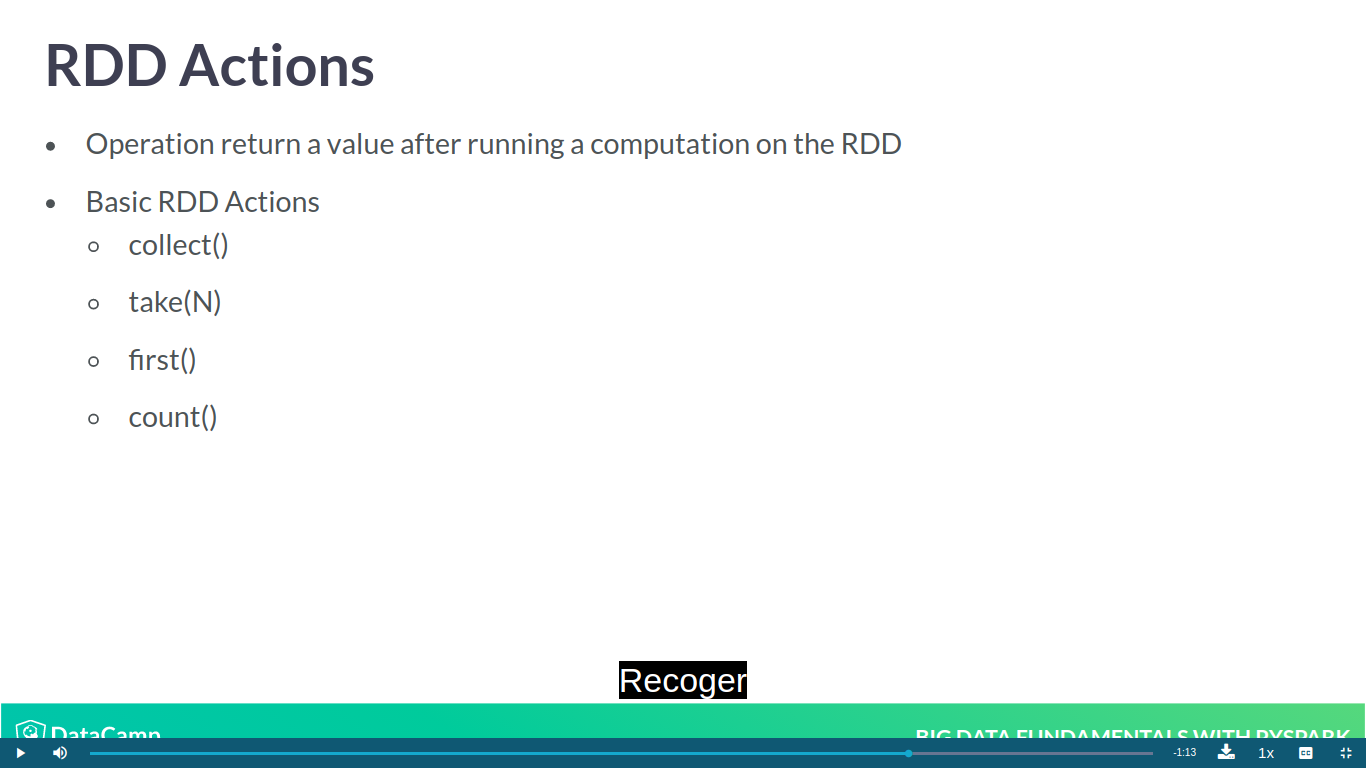 RDD Actions
Operation return a value after running a computation on the RDD
Basic RDD Actions
collect()
take(N)
first()
count()
Recoger
DataCamp
BIG DATA FUNDAMENTALS WITH PYSPARK
-1:13
1x
CC